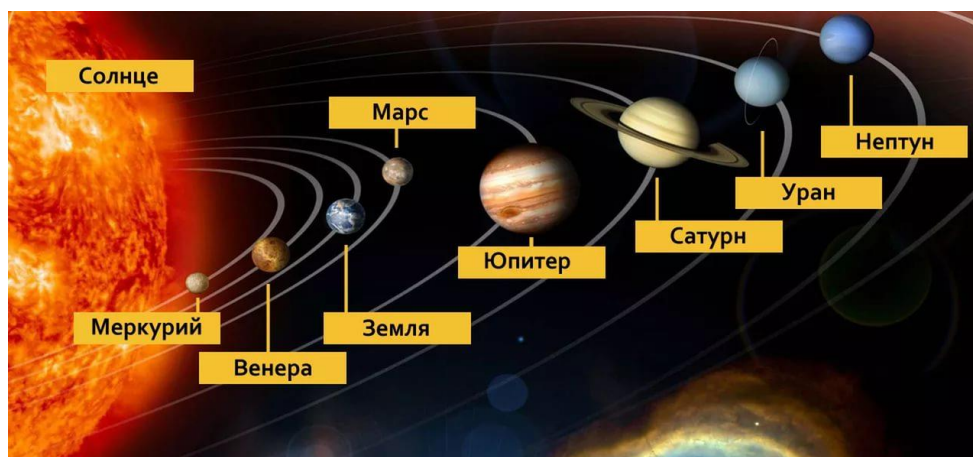 Солнце
Меркурий
Венера
Земля
Марс
Юпитер
Сатурн
Уран
Нептун